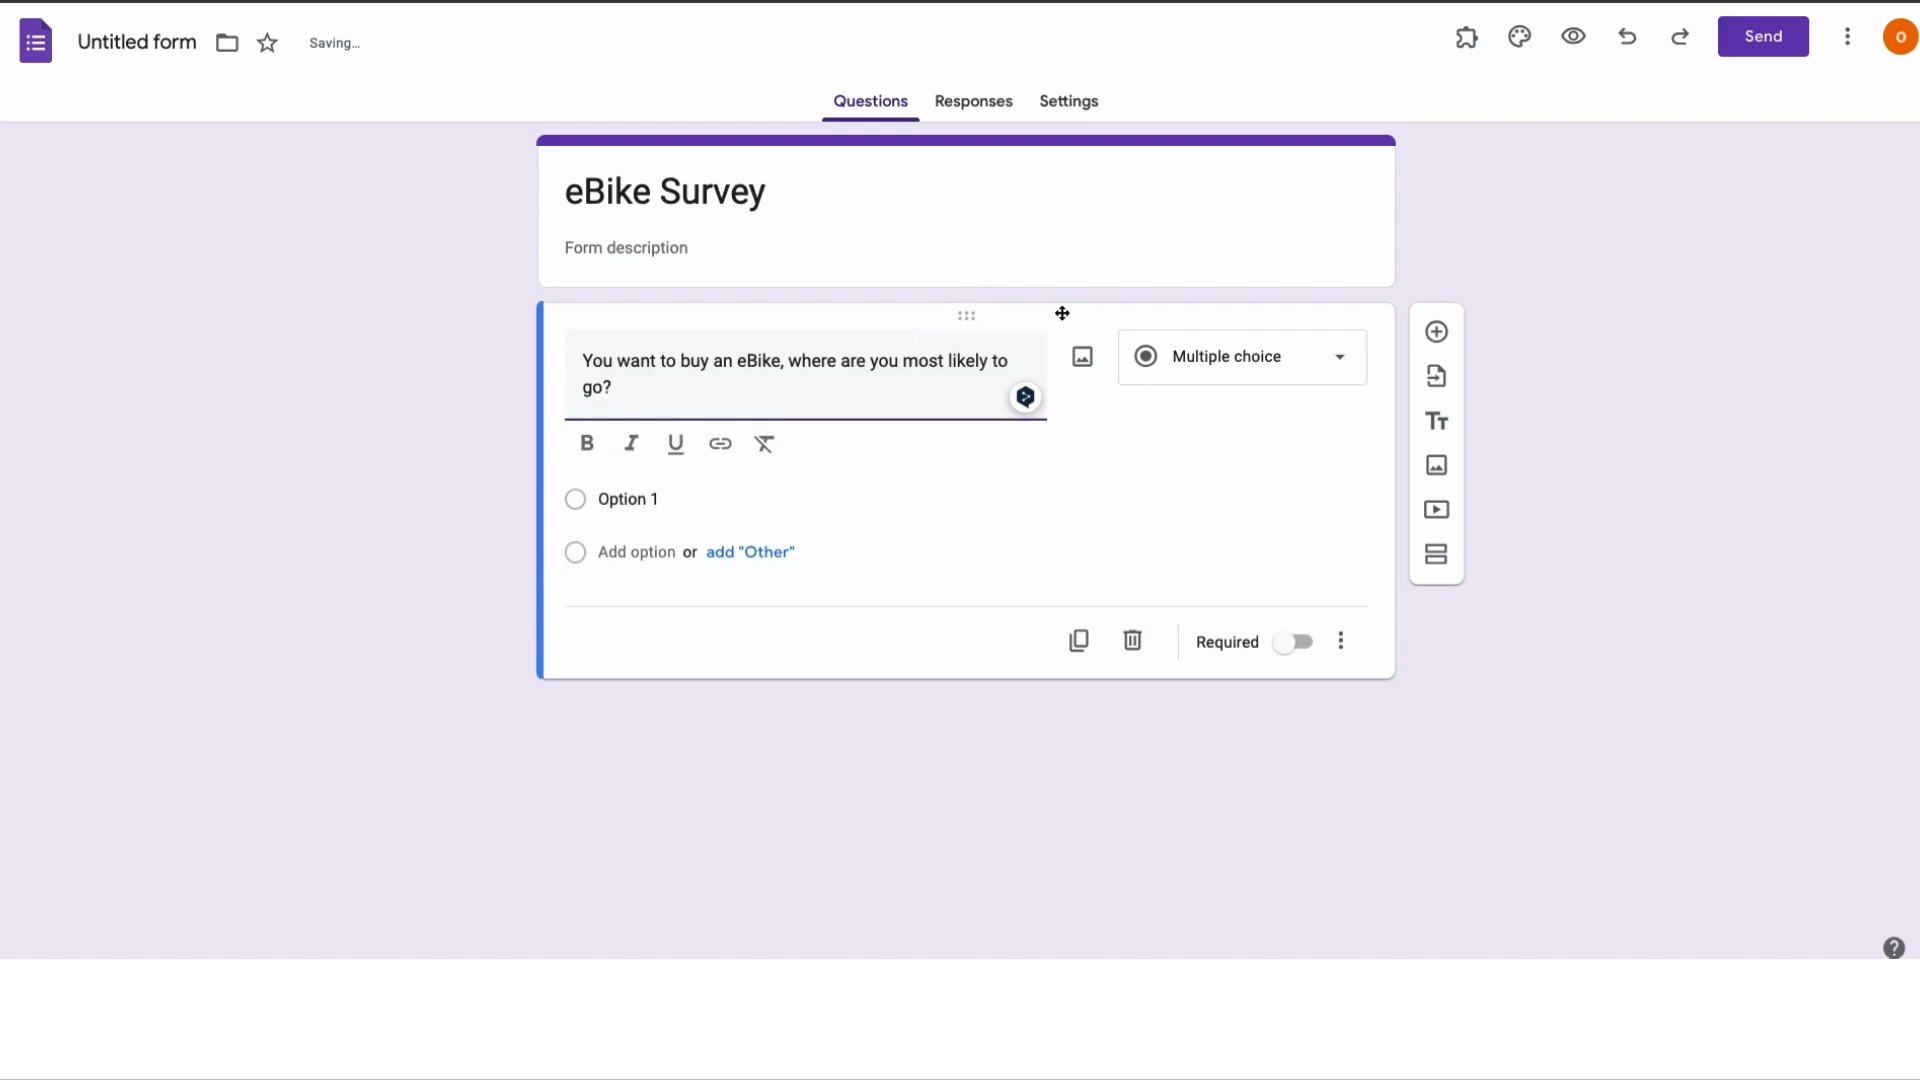 Untitled form
Saving...
Send
o
Questions
Responses
Settings
eBike Survey
Form description
You want to buy an eBike, where are you most likely to
go?
Multiple choice
B I U
Option 1
Add option or add "Other"
Required
Tт
?